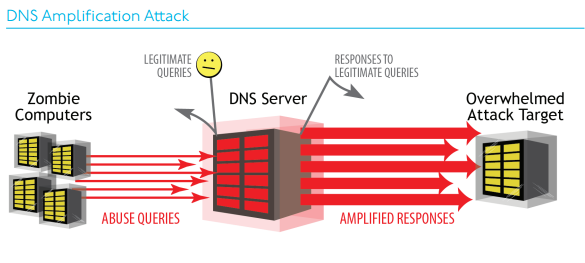 DNS Amplification Attack
LEGITIMATE
QUERIES
RESPONSES TO
LEGITIMATE QUERIES
Zombie
Computers
DNS Server
Overwhelmed
Attack Target
ABUSE QUERIES
AMPLIFIED RESPONSES